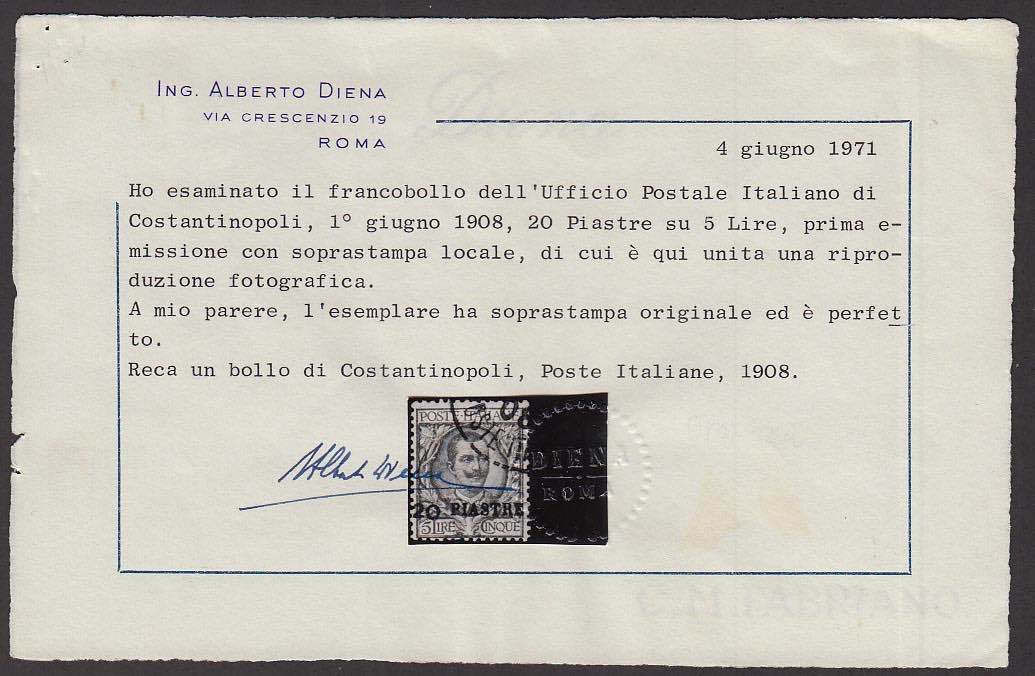 ING. ALBERTO DIENA
VIA CRESCENZIO 19
ROMA
4 giugno 1971
Ho esaminato il francobollo dell'Ufficio Postale Italiano di
Costantinopoli, 1° giugno 1908, 20 Piastre su 5 Lire, prima e-
missione con soprastampa locale, di cui è qui unita una ripro-
duzione fotografica.
A mio parere, l'esemplare ha soprastampa originale ed è perfet
to.
Reca un bollo di Costantinopoli, Poste Italiane, 1908.
POSTE ITALIANE
08
DIENA
ROMA
20 PIASTRE
5 LIRE CINQUE